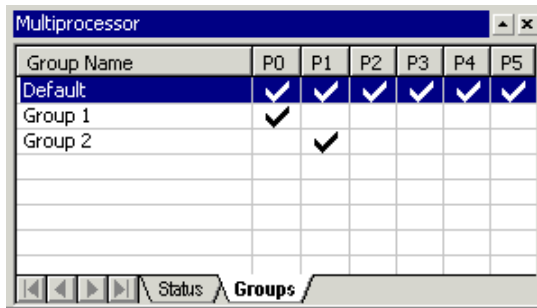 Multiprocessor
Group Name P0 P1 P2 P3 P4 P5
Default
Group 1
Group 2
Status Groups